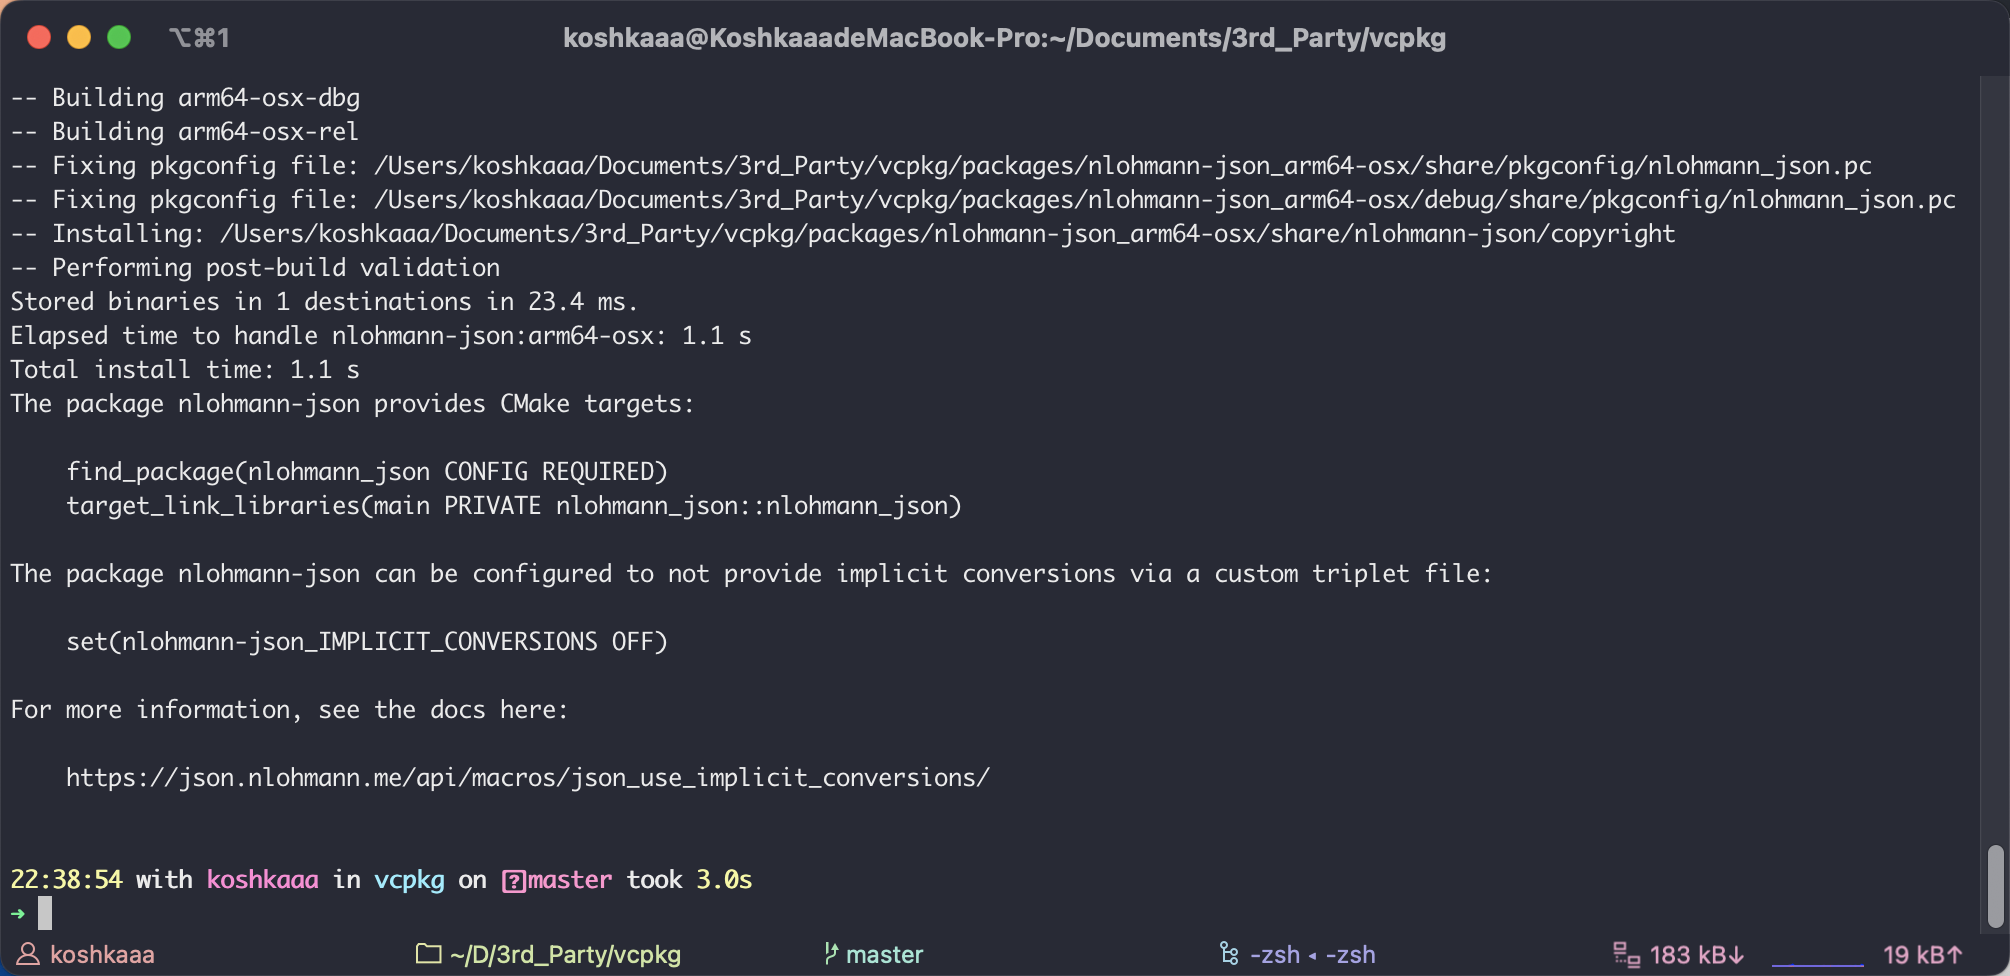 ⌥⌘1
koshkaaa@KoshkaaadeMacBook-Pro:~/Documents/3rd_Party/vcpkg
-- Building arm64-osx-dbg
-- Building arm64-osx-rel
-- Fixing pkgconfig file: /Users/koshkaaa/Documents/3rd_Party/vcpkg/packages/nlohmann-json_arm64-osx/share/pkgconfig/nlohmann_json.pc
-- Fixing pkgconfig file: /Users/koshkaaa/Documents/3rd_Party/vcpkg/packages/nlohmann-json_arm64-osx/debug/share/pkgconfig/nlohmann_json.pc
-- Installing: /Users/koshkaaa/Documents/3rd_Party/vcpkg/packages/nlohmann-json_arm64-osx/share/nlohmann-json/copyright
-- Performing post-build validation
Stored binaries in 1 destinations in 23.4 ms.
Elapsed time to handle nlohmann-json:arm64-osx: 1.1 s
Total install time: 1.1 s
The package nlohmann-json provides CMake targets:
find_package(nlohmann_json CONFIG REQUIRED)
target_link_libraries(main PRIVATE nlohmann_json::nlohmann_json)
The package nlohmann-json can be configured to not provide implicit conversions via a custom triplet file:
set(nlohmann-json_IMPLICIT_CONVERSIONS OFF)
For more information, see the docs here:
https://json.nlohmann.me/api/macros/json_use_implicit_conversions/
22:38:54 with koshkaaa in vcpkg on ⍰master took 3.0s
➜
koshkaaa
~/D/3rd_Party/vcpkg
master
-zsh ◂ -zsh
183 kB↓
19 kB↑